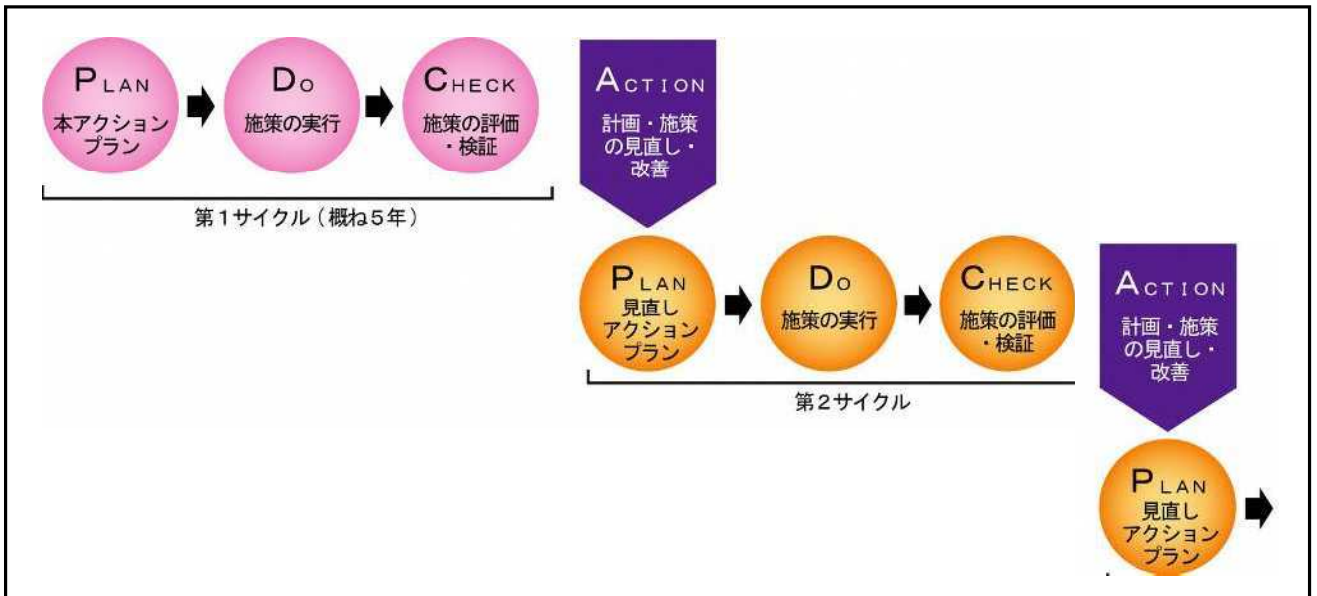 PLAN
本アクション
プラン
DO
施策の実行
CHECK
施策の評価
・検証
第1サイクル（概ね5年）
ACTION
計画・施策
の見直し・
改善
PLAN
見直し
アクション
プラン
DO
施策の実行
CHECK
施策の評価
・検証
第2サイクル
ACTION
計画・施策
の見直し・
改善
PLAN
見直し
アクション
プラン